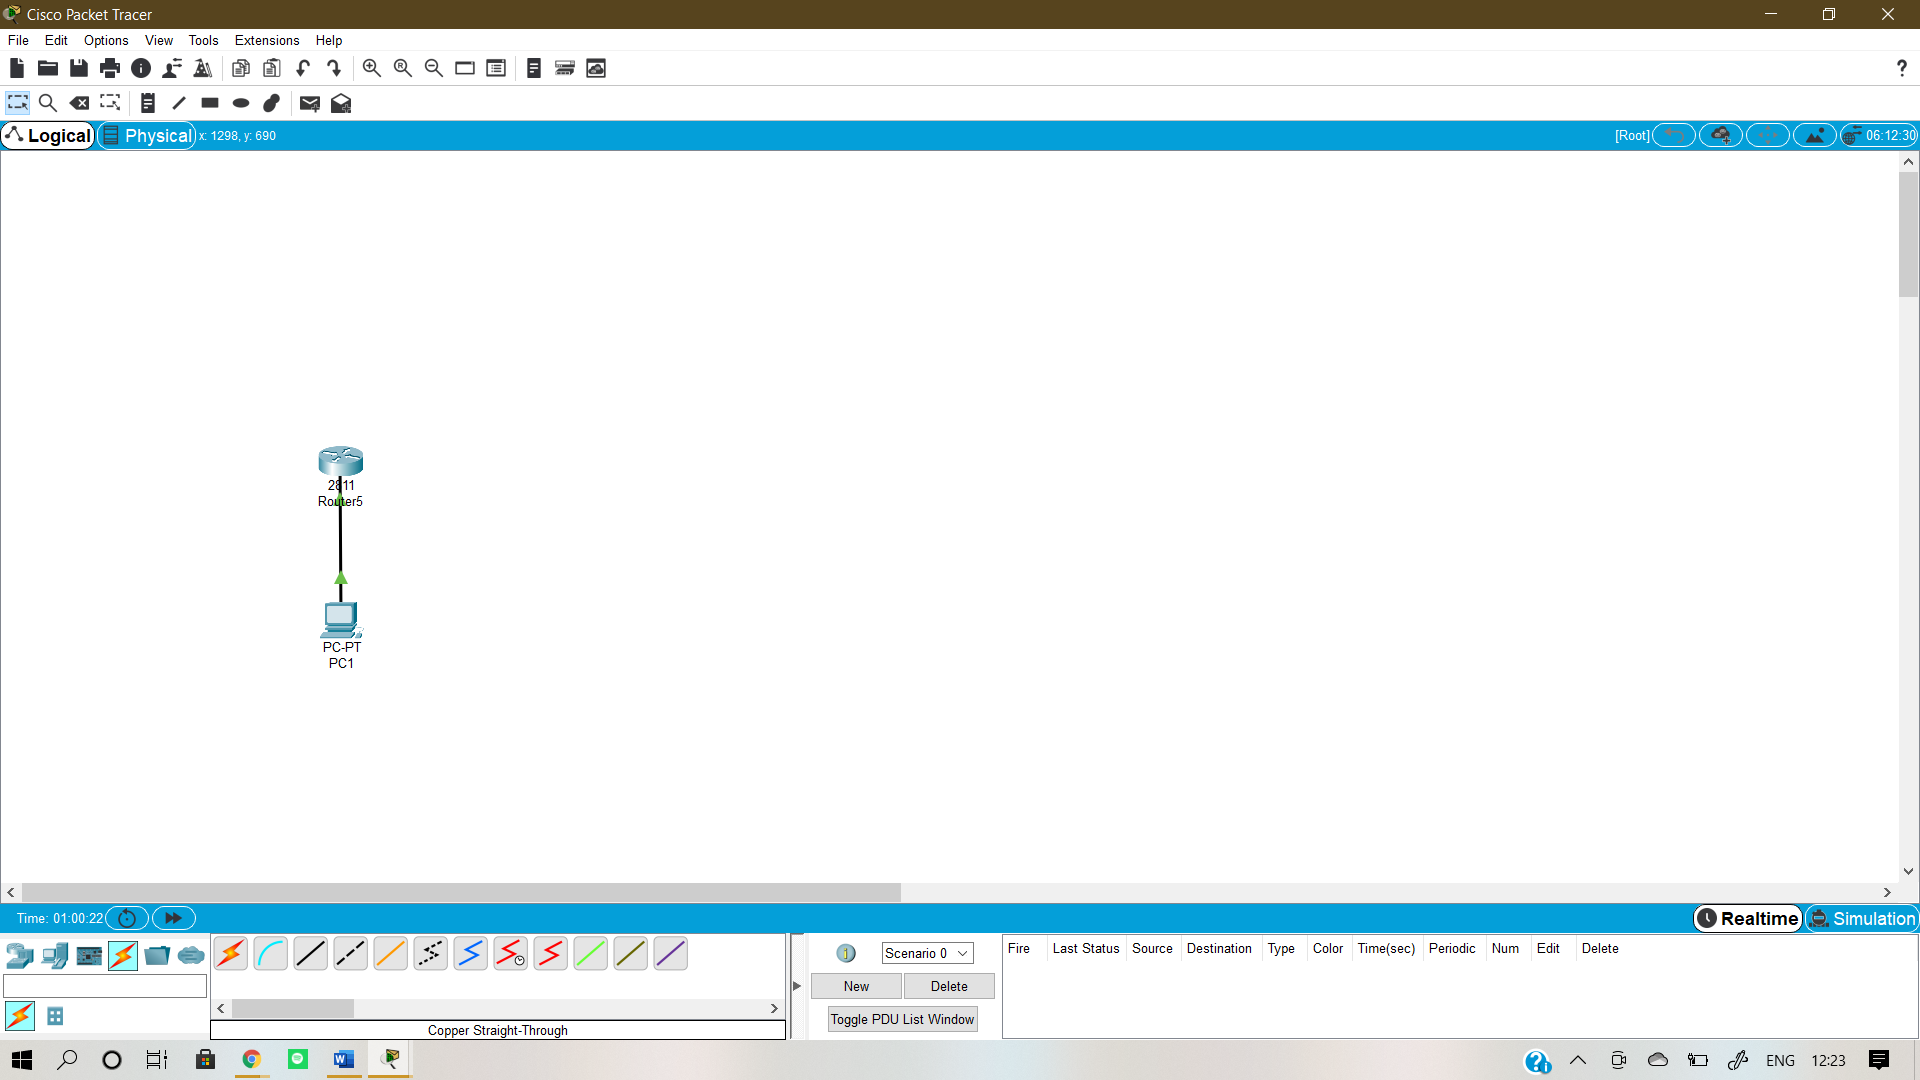 Cisco Packet Tracer
File Edit Options View Tools Extensions Help
?
Logical Physical x: 1298, y: 690 [Root] 06:12:30
2811
Router5
PC-PT
PC1
Time: 01:00:22 Realtime Simulation
Fire Last Status Source Destination Type Color Time(sec) Periodic Num Edit Delete
Scenario 0
New Delete
Toggle PDU List Window
Copper Straight-Through
ENG 12:23